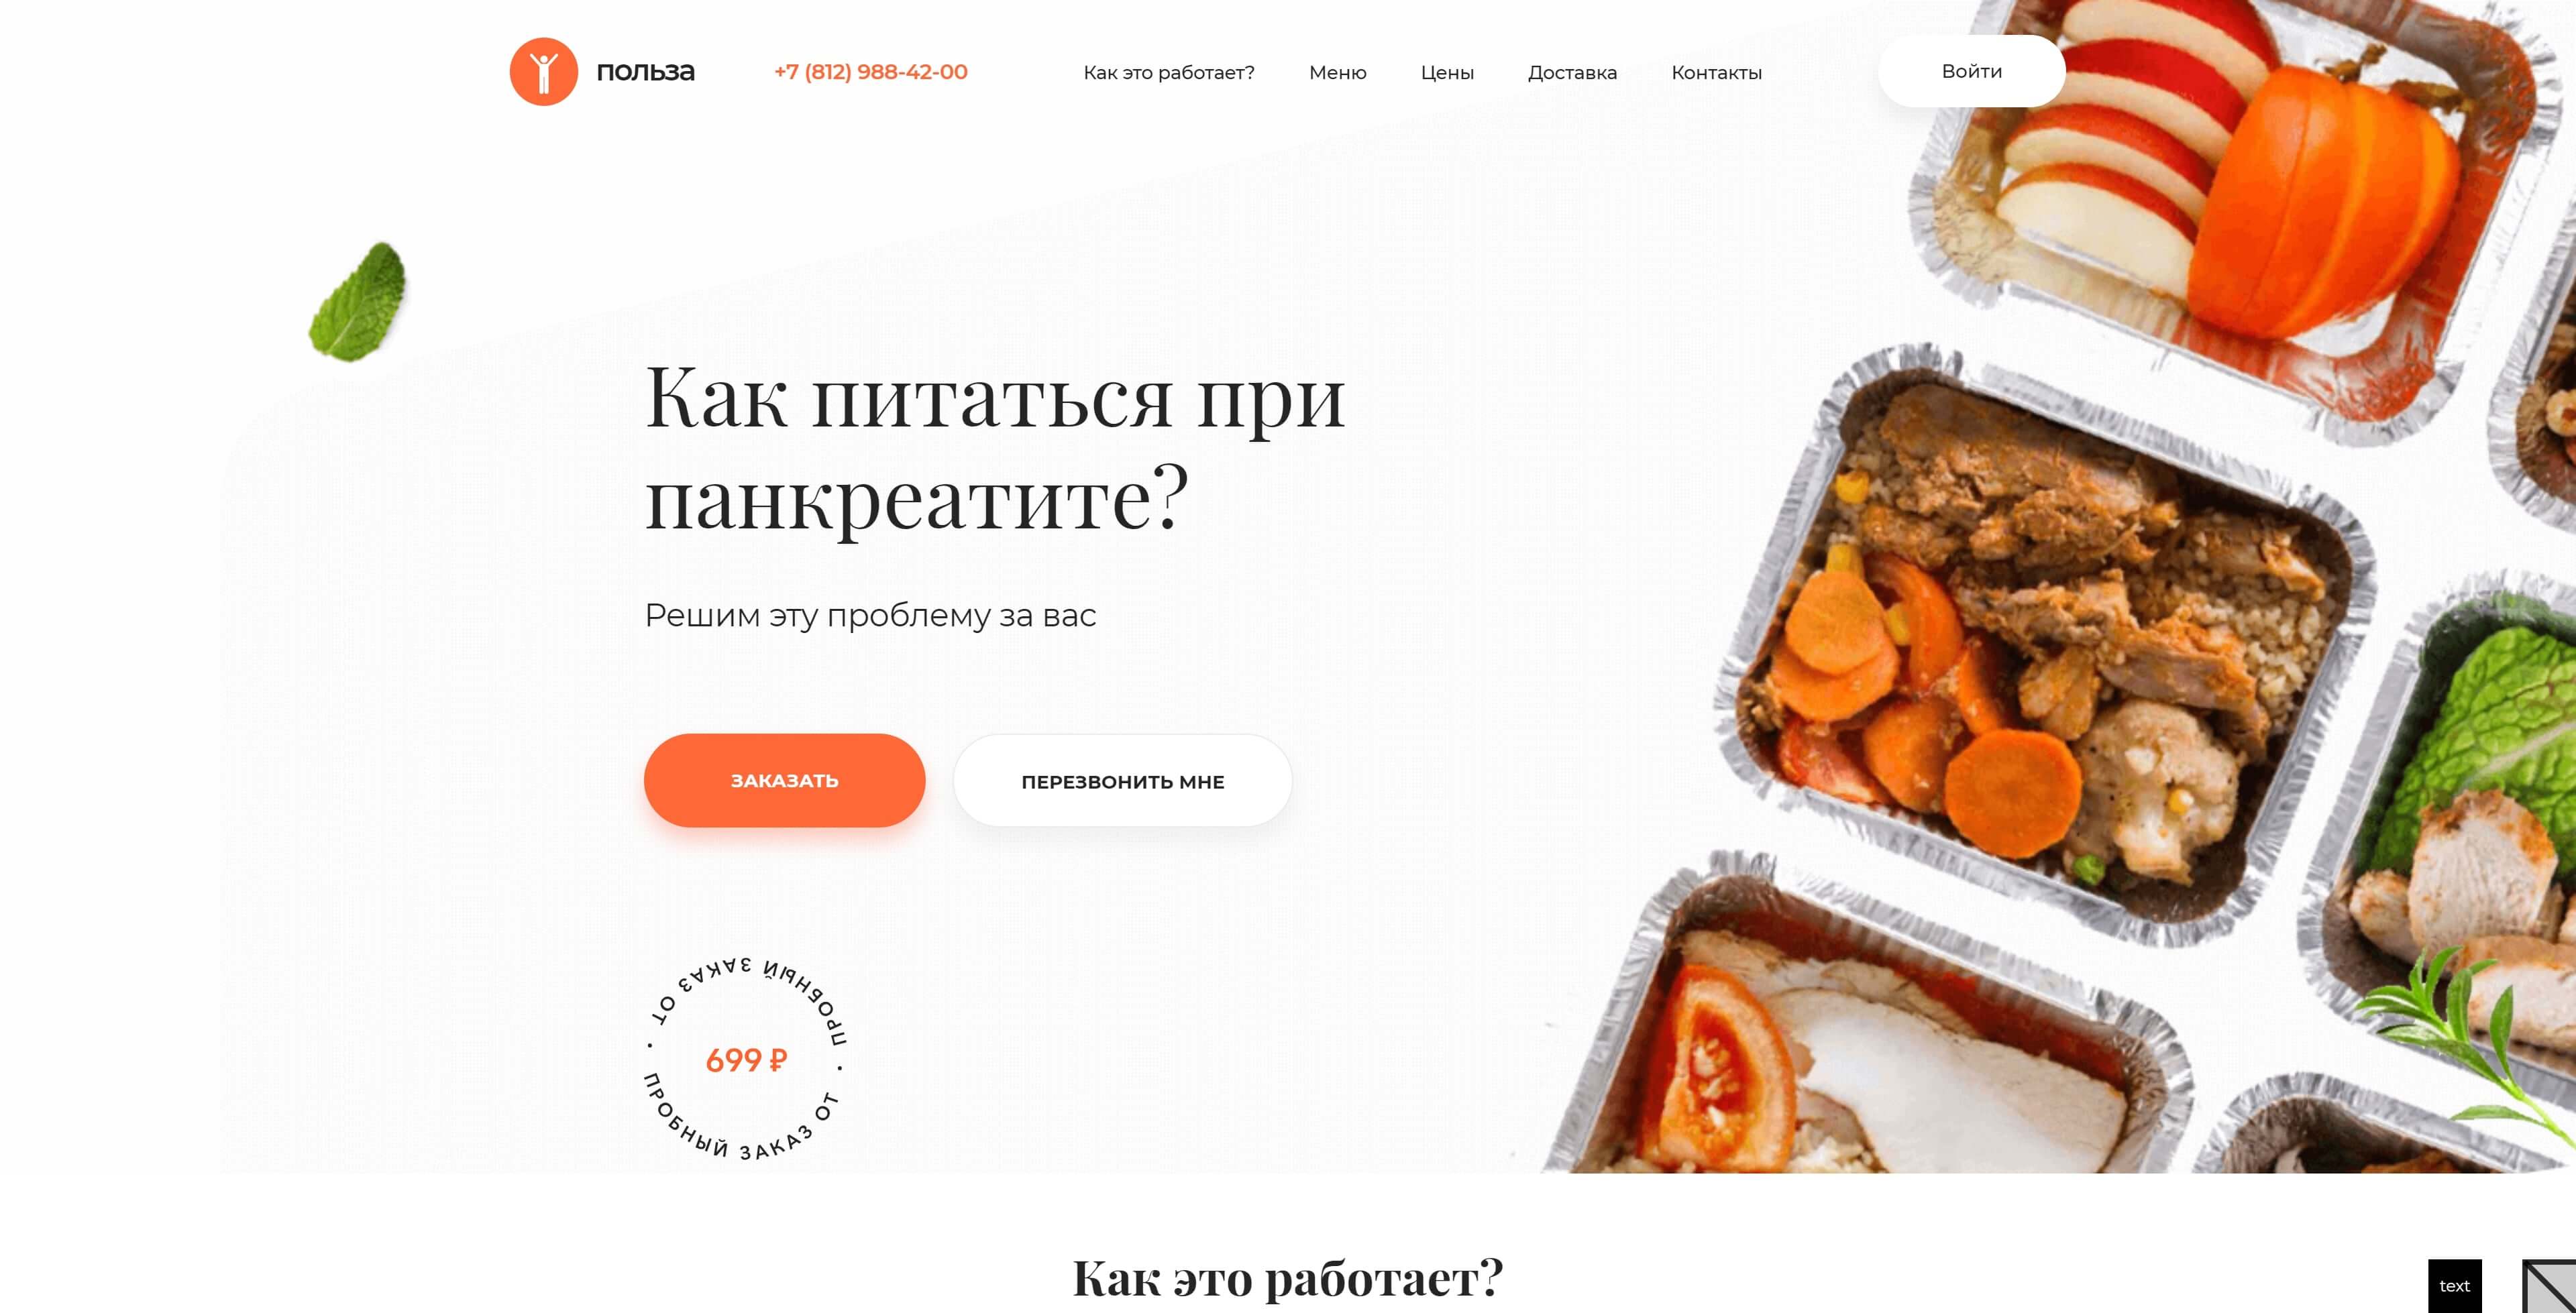 польза
+7 (812) 988-42-00
Как это работает?
Меню
Цены
Доставка
Контакты
Войти
Как питаться при
панкреатите?
Решим эту проблему за вас
ЗАКАЗАТЬ
ПЕРЕЗВОНИТЬ МНЕ
ПРОБНЫЙ ЗАКАЗ ОТ •
ПРОБНЫЙ ЗАКАЗ ОТ •
699 ₽
Как это работает?
text